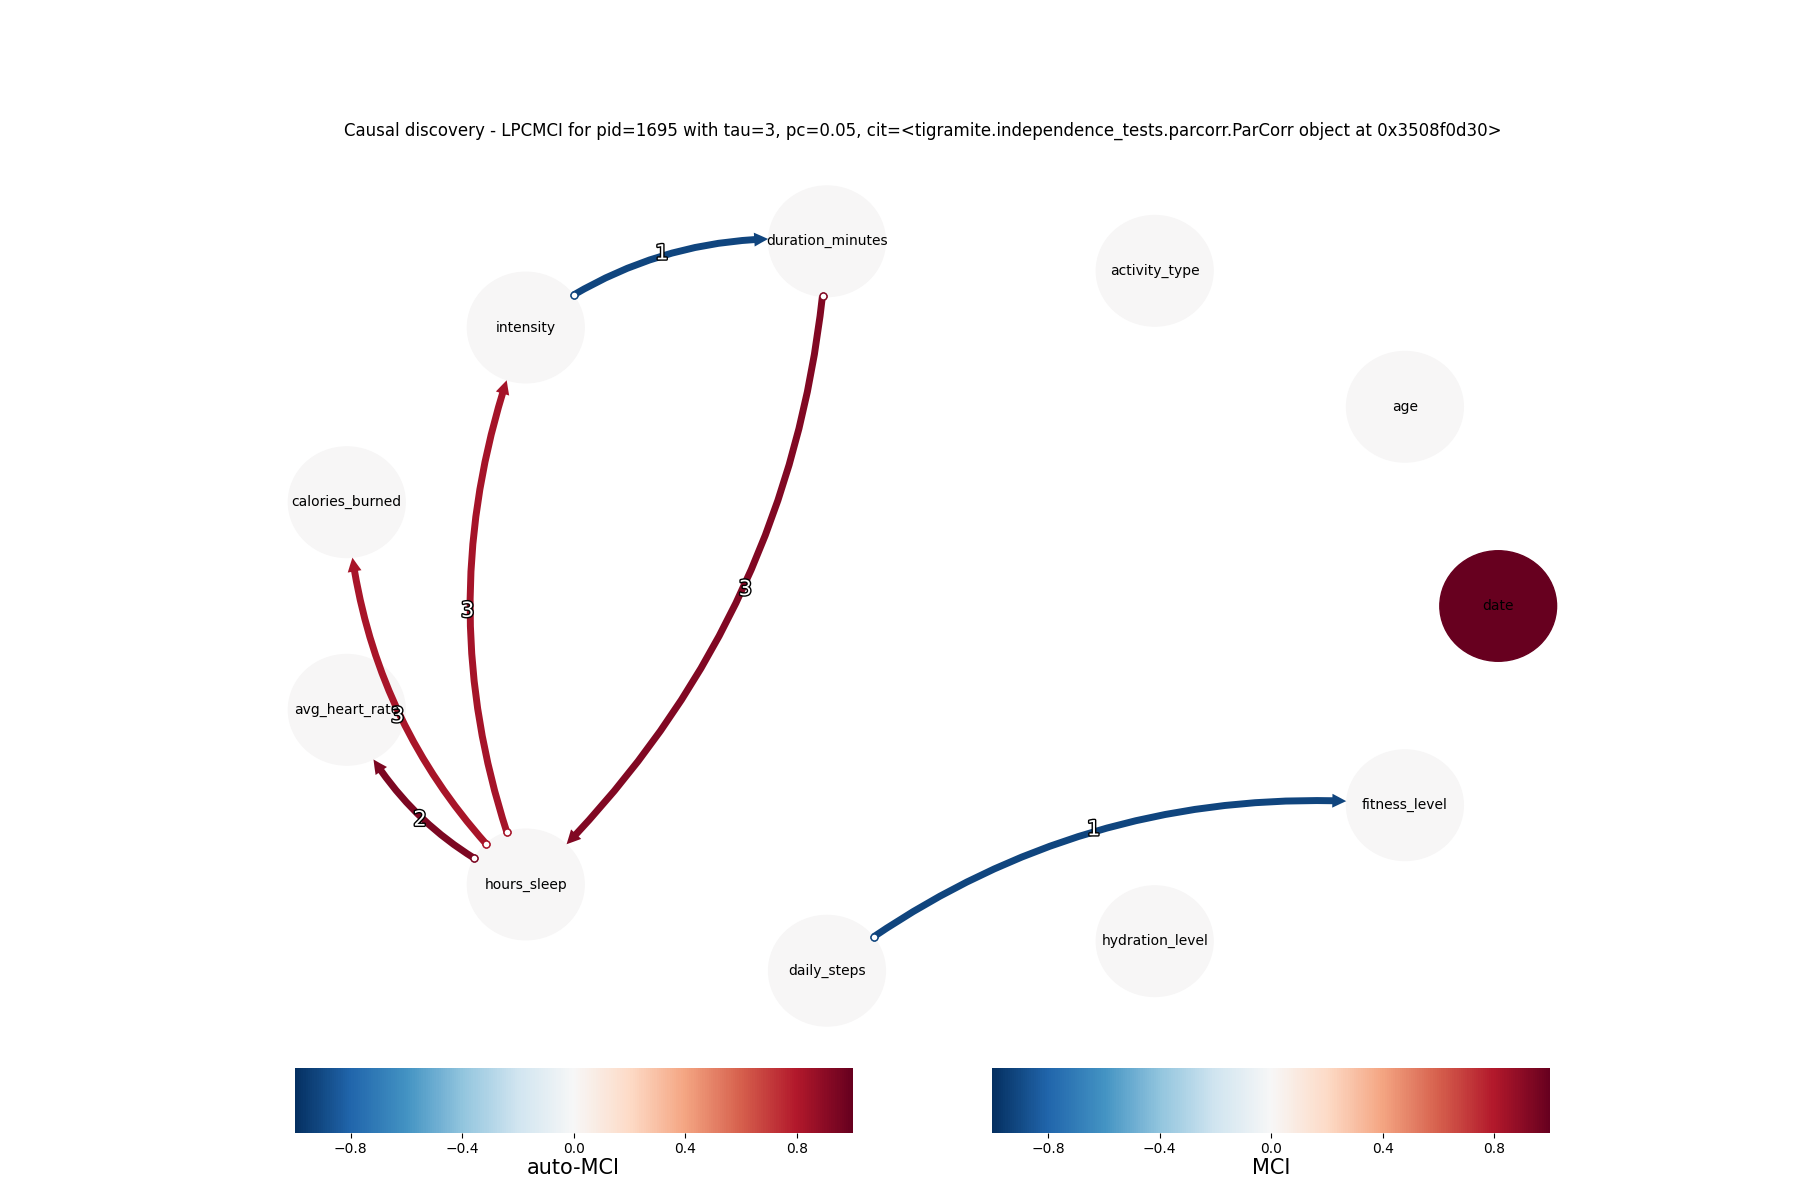 Causal discovery - LPCMCI for pid=1695 with tau=3, pc=0.05, cit=<tigramite.independence_tests.parcorr.ParCorr object at 0x3508f0d30>
duration_minutes
1
activity_type
intensity
age
calories_burned
3
3
date
avg_heart_rate
3
2
fitness_level
1
hours_sleep
hydration_level
daily_steps
−0.8 −0.4 0.0 0.4 0.8
auto-MCI
−0.8 −0.4 0.0 0.4 0.8
MCI